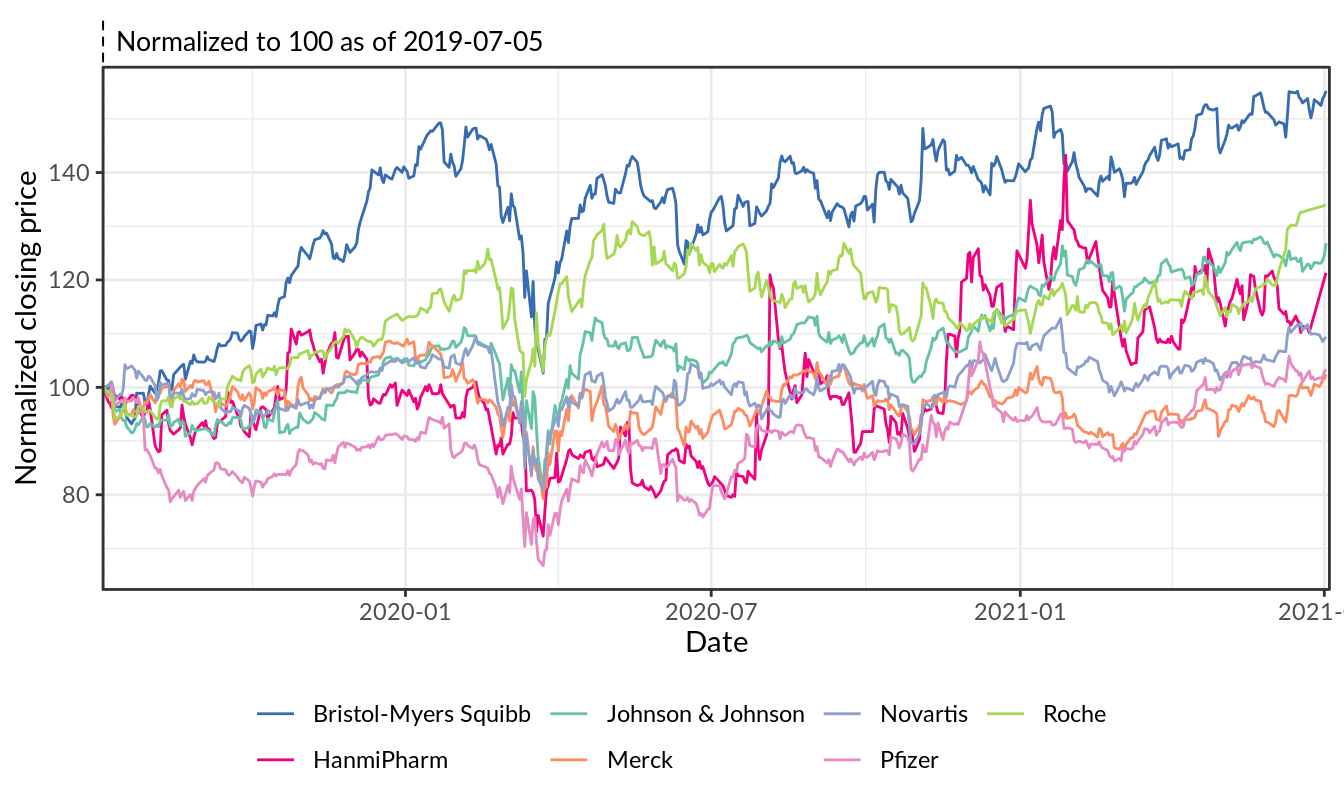 Normalized to 100 as of 2019-07-05
Normalized closing price
140
120
100
80
2020-01
2020-07
2021-01
2021-
Date
Bristol-Myers Squibb
Johnson & Johnson
Novartis
Roche
HanmiPharm
Merck
Pfizer